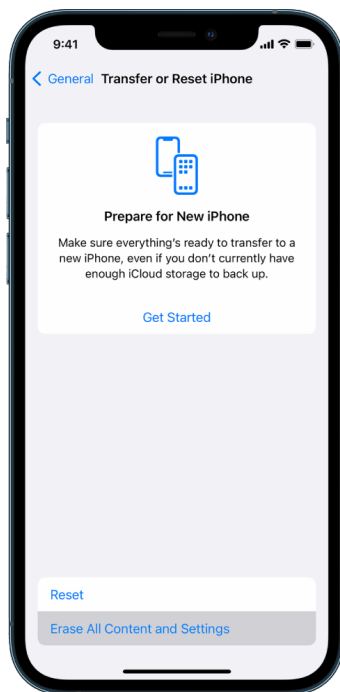 9:41
General Transfer or Reset iPhone
Prepare for New iPhone
Make sure everything's ready to transfer to a
new iPhone, even if you don't currently have
enough iCloud storage to back up.
Get Started
Reset
Erase All Content and Settings